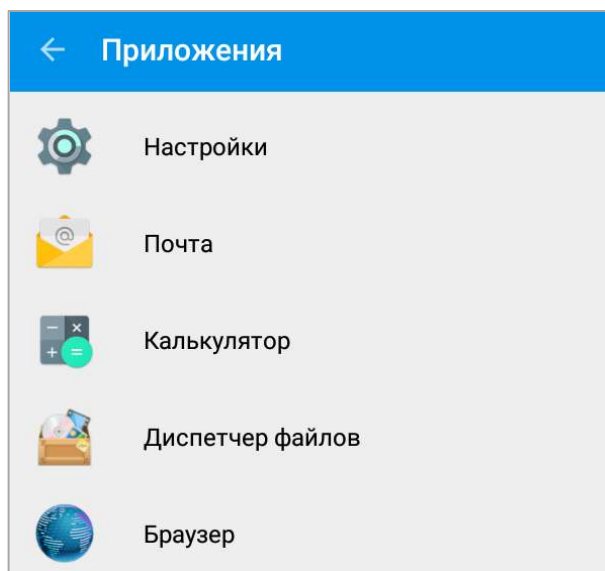 Приложения
Настройки
Почта
Калькулятор
Диспетчер файлов
Браузер